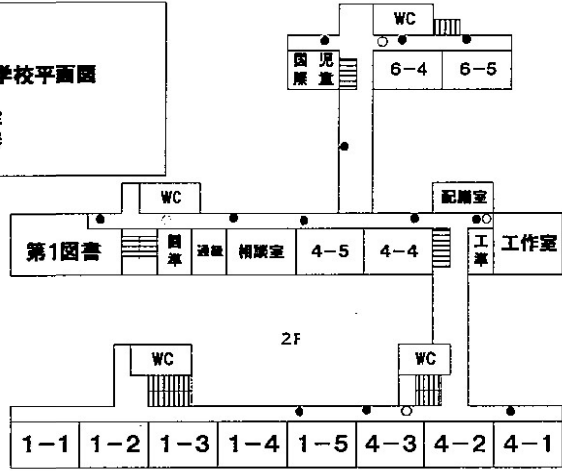 学校平面図
WC
国際
児童
6-4
6-5
WC
配膳室
第1図書
図準
通級
相談室
4-5
4-4
工準
工作室
2F
WC
WC
1-1
1-2
1-3
1-4
1-5
4-3
4-2
4-1